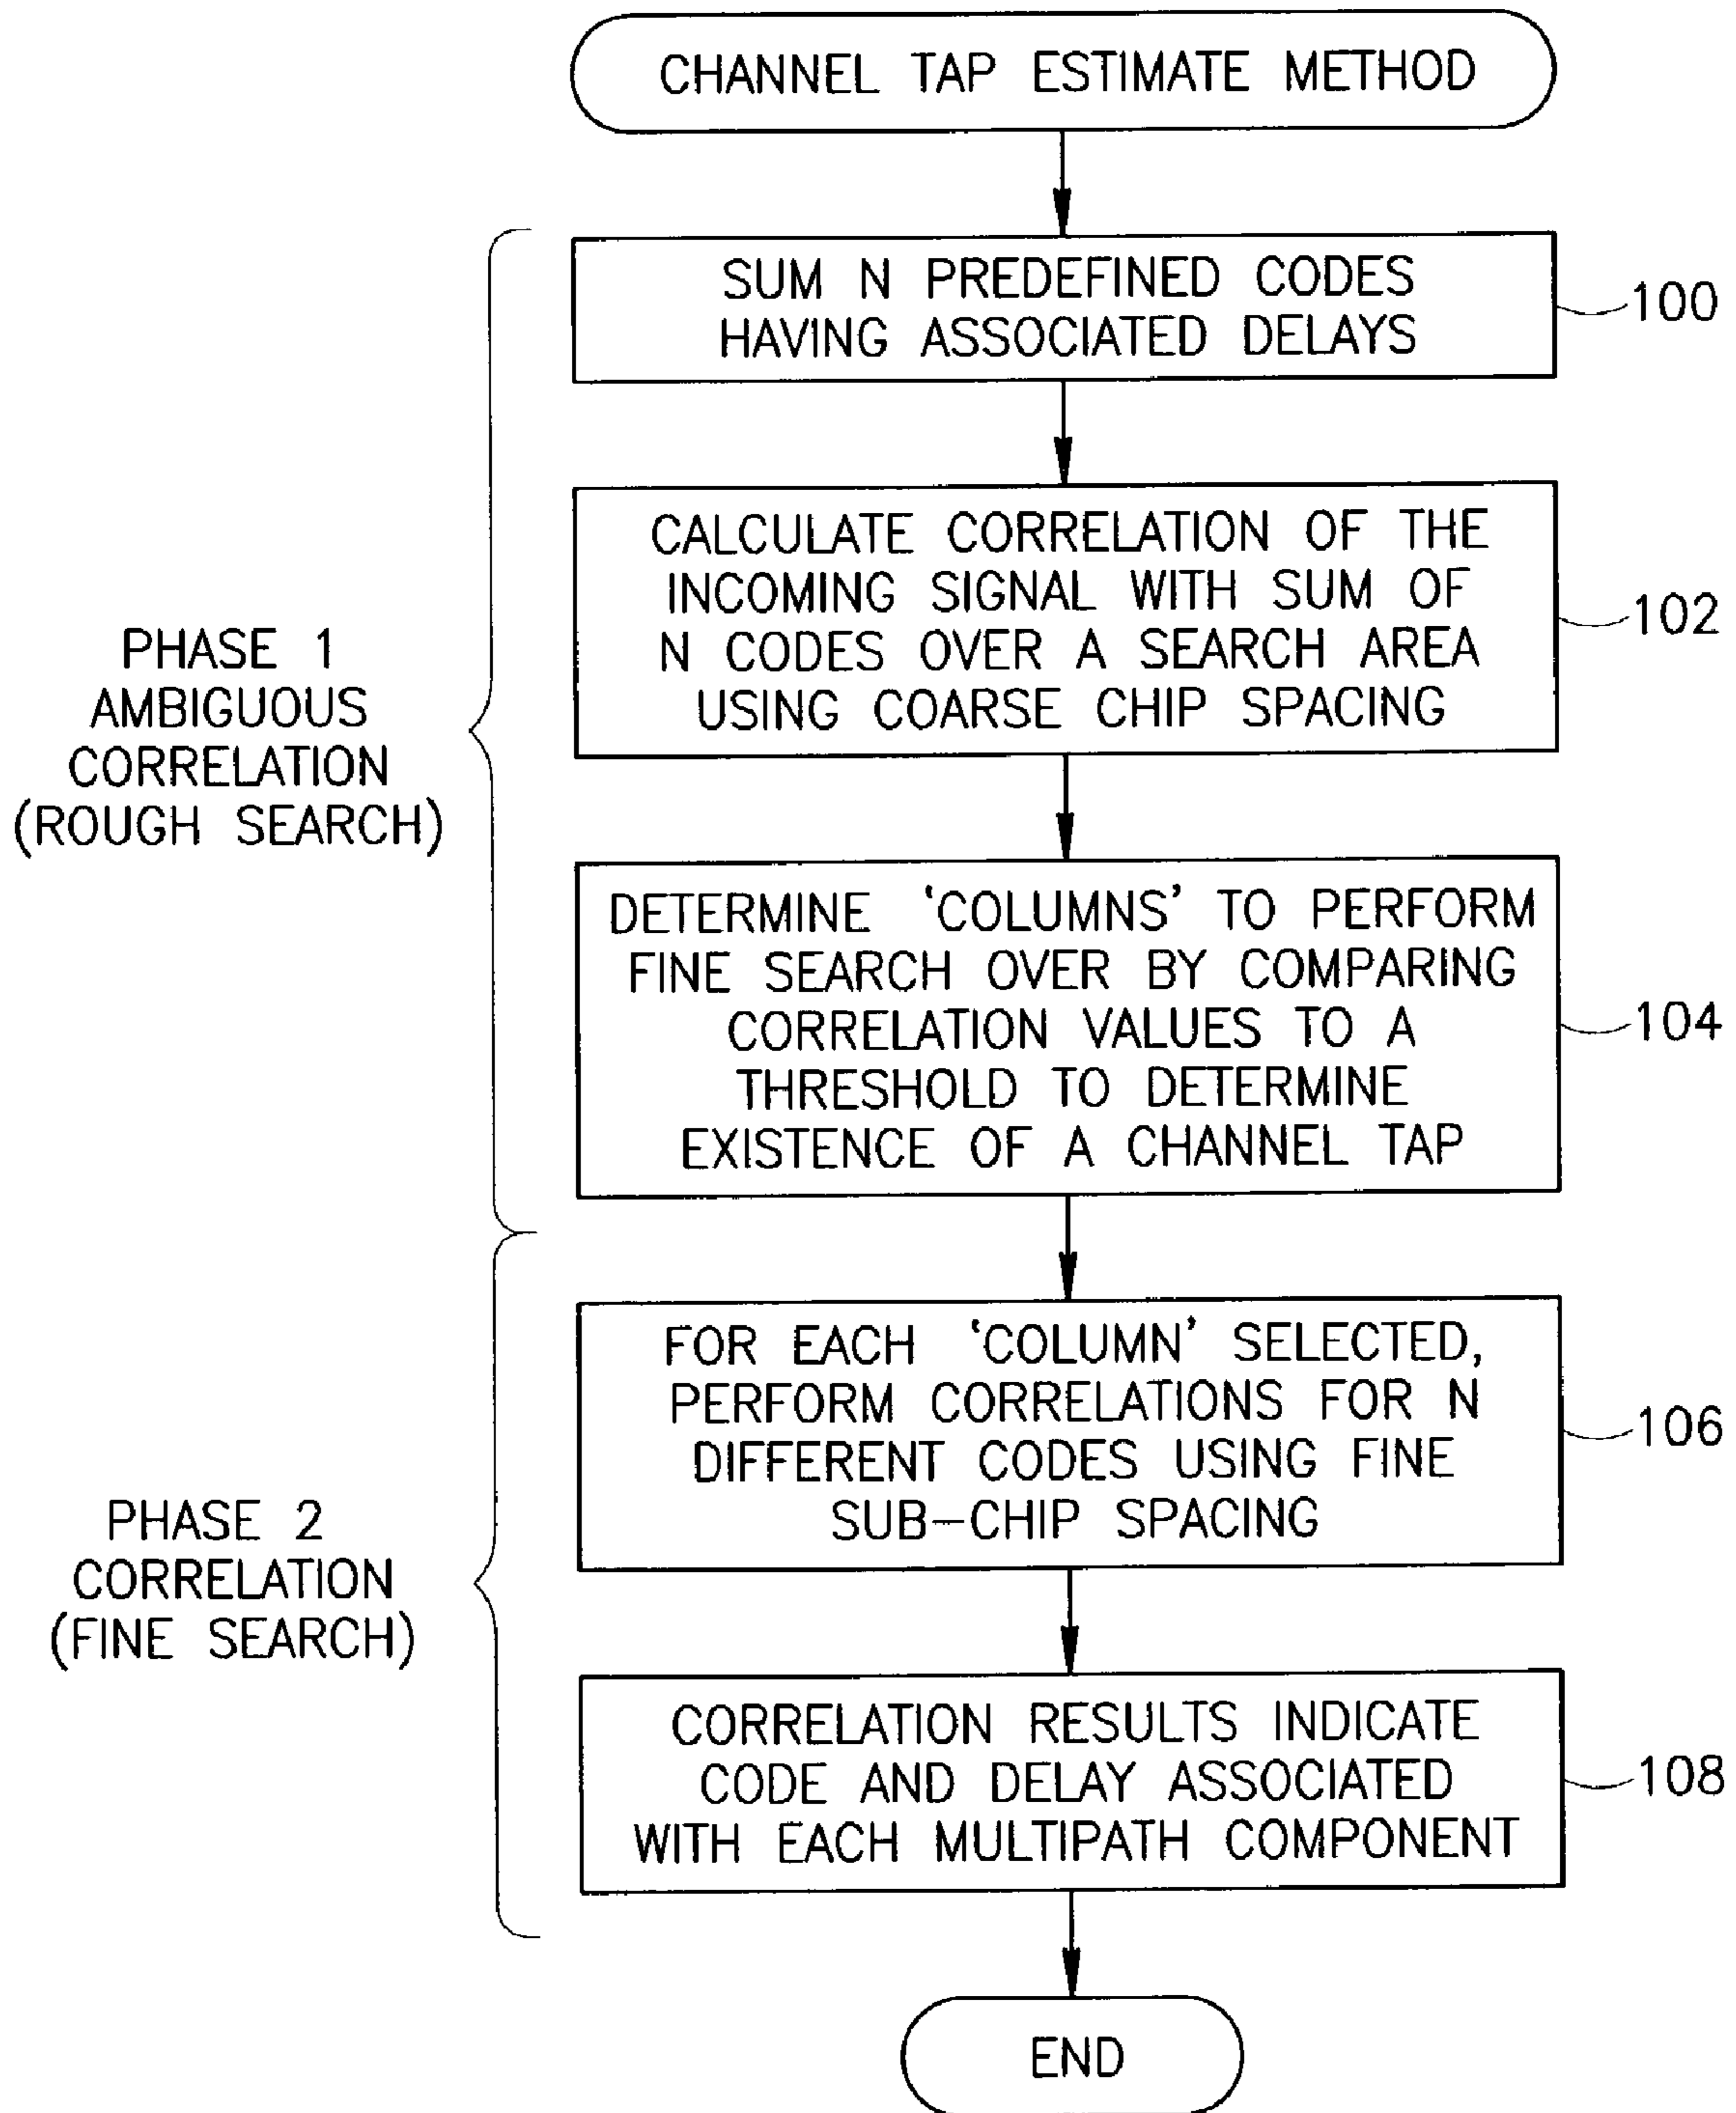 CHANNEL TAP ESTIMATE METHOD
SUM N PREDEFINED CODES
HAVING ASSOCIATED DELAYS
100
CALCULATE CORRELATION OF THE
INCOMING SIGNAL WITH SUM OF
N CODES OVER A SEARCH AREA
USING COARSE CHIP SPACING
102
PHASE 1
AMBIGUOUS
CORRELATION
(ROUGH SEARCH)
DETERMINE 'COLUMNS' TO PERFORM
FINE SEARCH OVER BY COMPARING
CORRELATION VALUES TO A
THRESHOLD TO DETERMINE
EXISTENCE OF A CHANNEL TAP
104
FOR EACH 'COLUMN' SELECTED,
PERFORM CORRELATIONS FOR N
DIFFERENT CODES USING FINE
SUB-CHIP SPACING
106
PHASE 2
CORRELATION
(FINE SEARCH)
CORRELATION RESULTS INDICATE
CODE AND DELAY ASSOCIATED
WITH EACH MULTIPATH COMPONENT
108
END